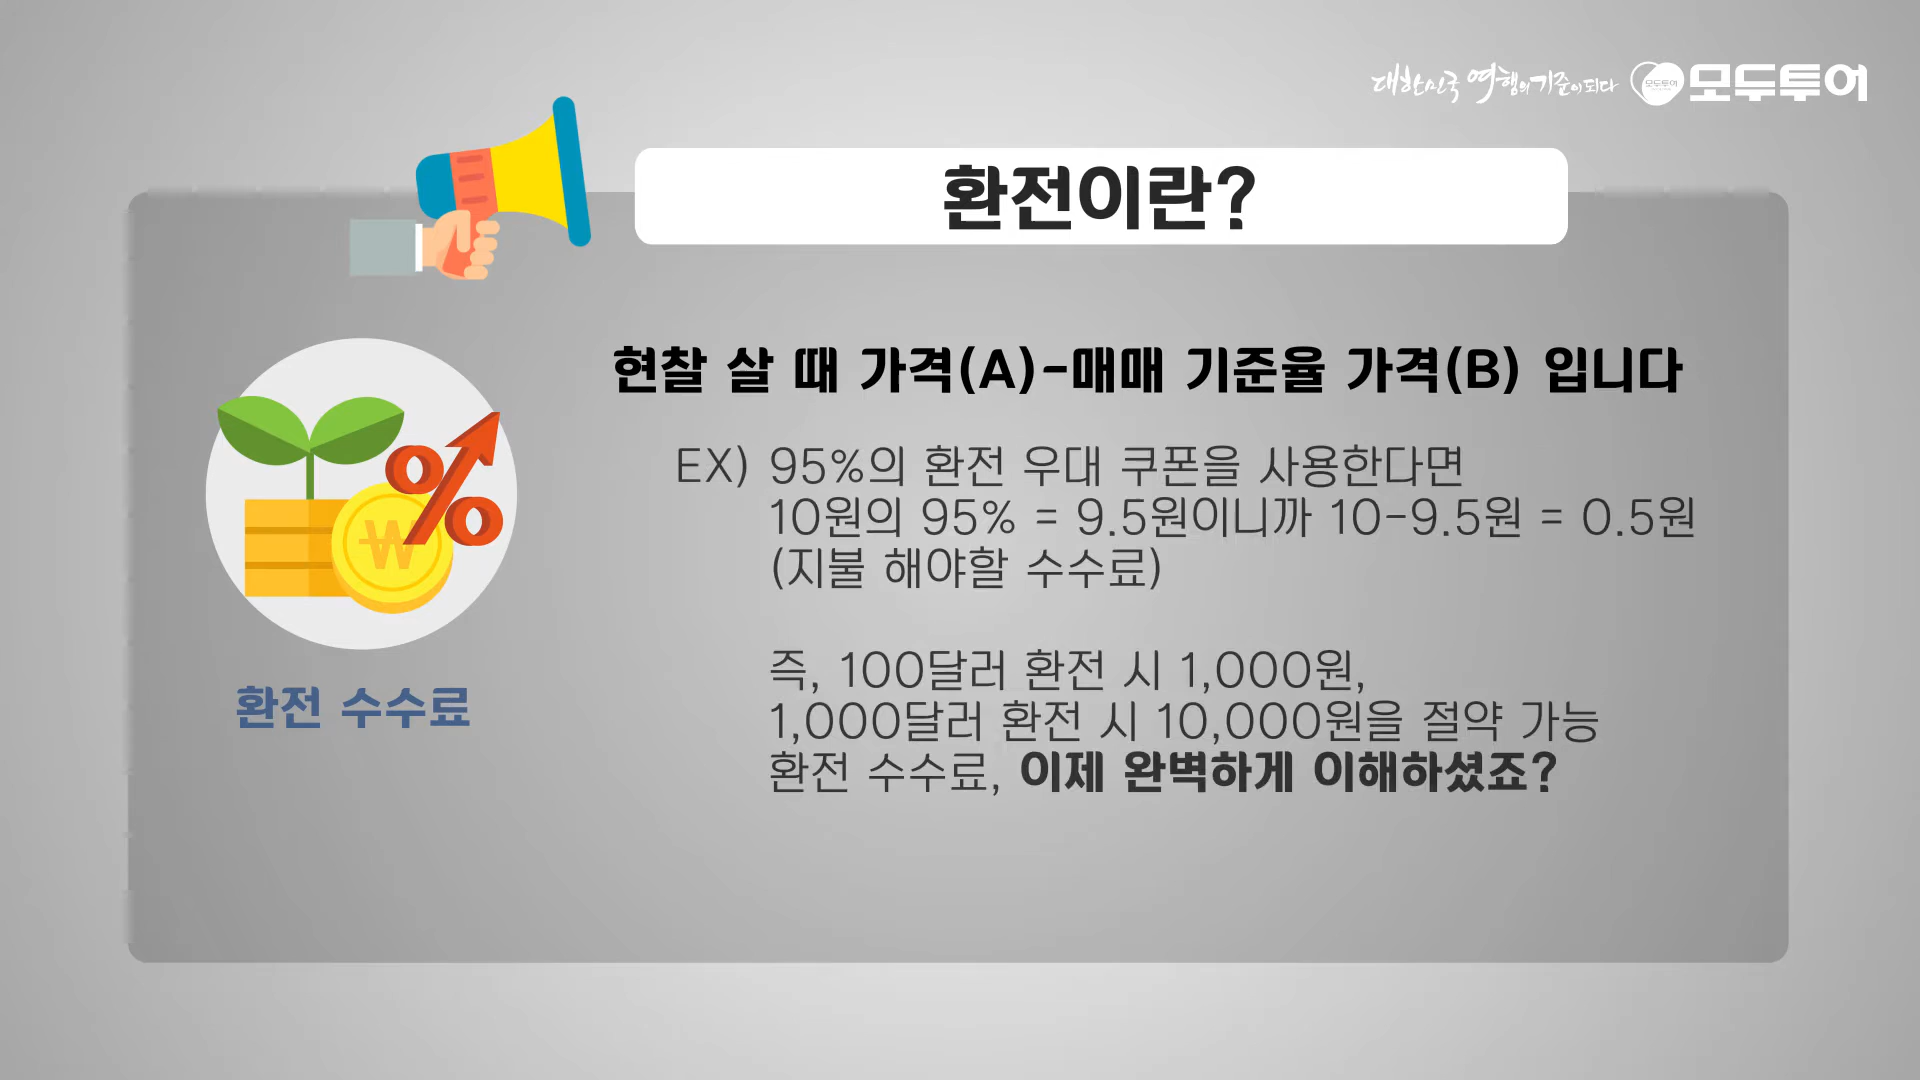 대한민국 여행의 기준이 되다 모두투어 모두투어
환전이란?
현찰 살 때 가격(A)-매매 기준율 가격(B) 입니다
EX) 95%의 환전 우대 쿠폰을 사용한다면
10원의 95% = 9.5원이니까 10-9.5원 = 0.5원
(지불 해야할 수수료)
₩ %
환전 수수료
즉, 100달러 환전 시 1,000원,
1,000달러 환전 시 10,000원을 절약 가능
환전 수수료, 이제 완벽하게 이해하셨죠?